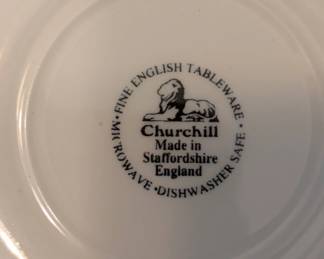 • FINE ENGLISH TABLEWARE •
Churchill
Made in
Staffordshire
England
MICROWAVE • DISHWASHER SAFE